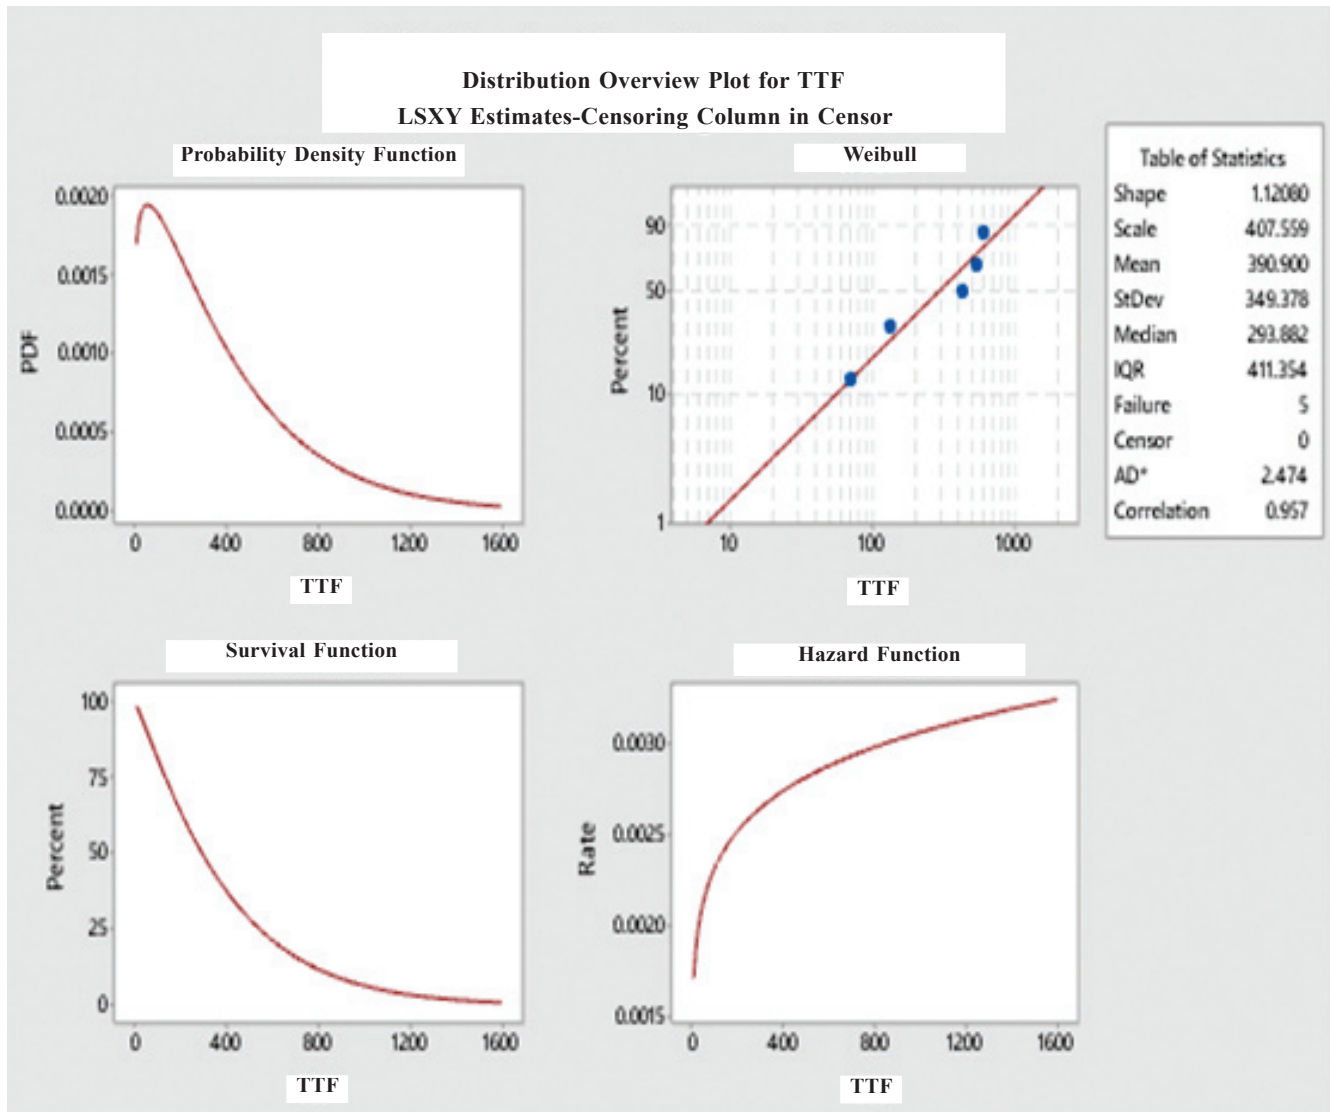 Distribution Overview Plot for TTF
LSXY Estimates-Censoring Column in Censor
Probability Density Function
0.0020
0.0015
0.0010
0.0005
0.0000
PDF
0 400 800 1200 1600
TTF
Weibull
90
50
10
1
Percent
10 100 1000
TTF
Table of Statistics
Shape 1.12080
Scale 407.559
Mean 390.900
StDev 349.378
Median 293.882
IQR 411.354
Failure 5
Censor 0
AD* 2.474
Correlation 0.957
Survival Function
100
75
50
25
0
Percent
0 400 800 1200 1600
TTF
Hazard Function
0.0030
0.0025
0.0020
0.0015
Rate
0 400 800 1200 1600
TTF